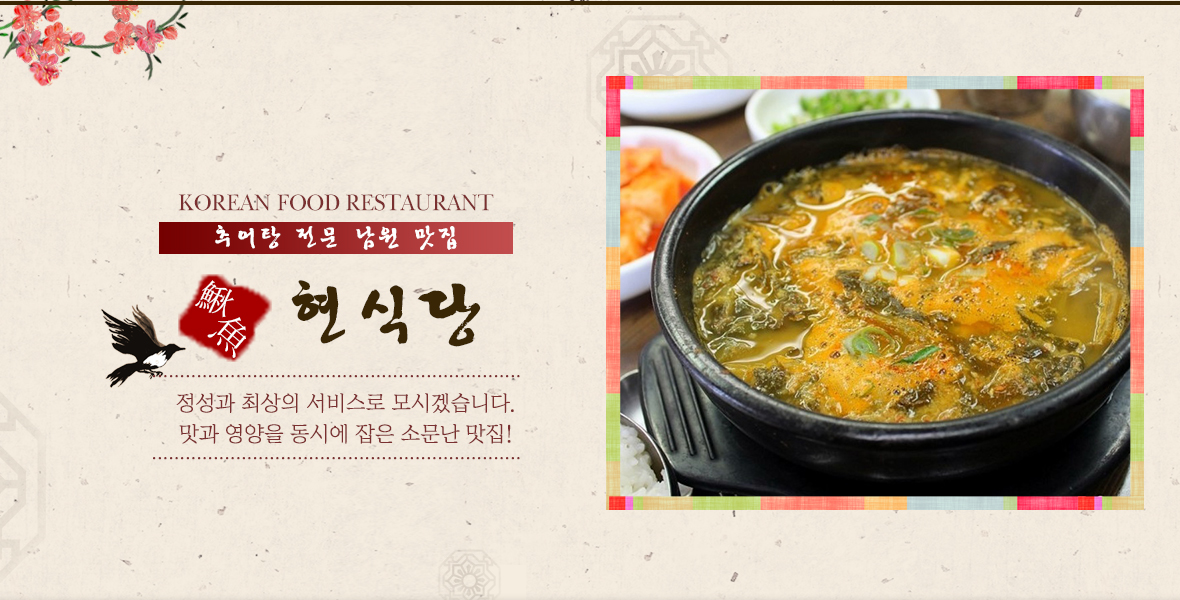 KOREAN FOOD RESTAURANT
추어탕 전문 남원 맛집
鰍
魚
현식당
정성과 최상의 서비스로 모시겠습니다.
맛과 영양을 동시에 잡은 소문난 맛집!